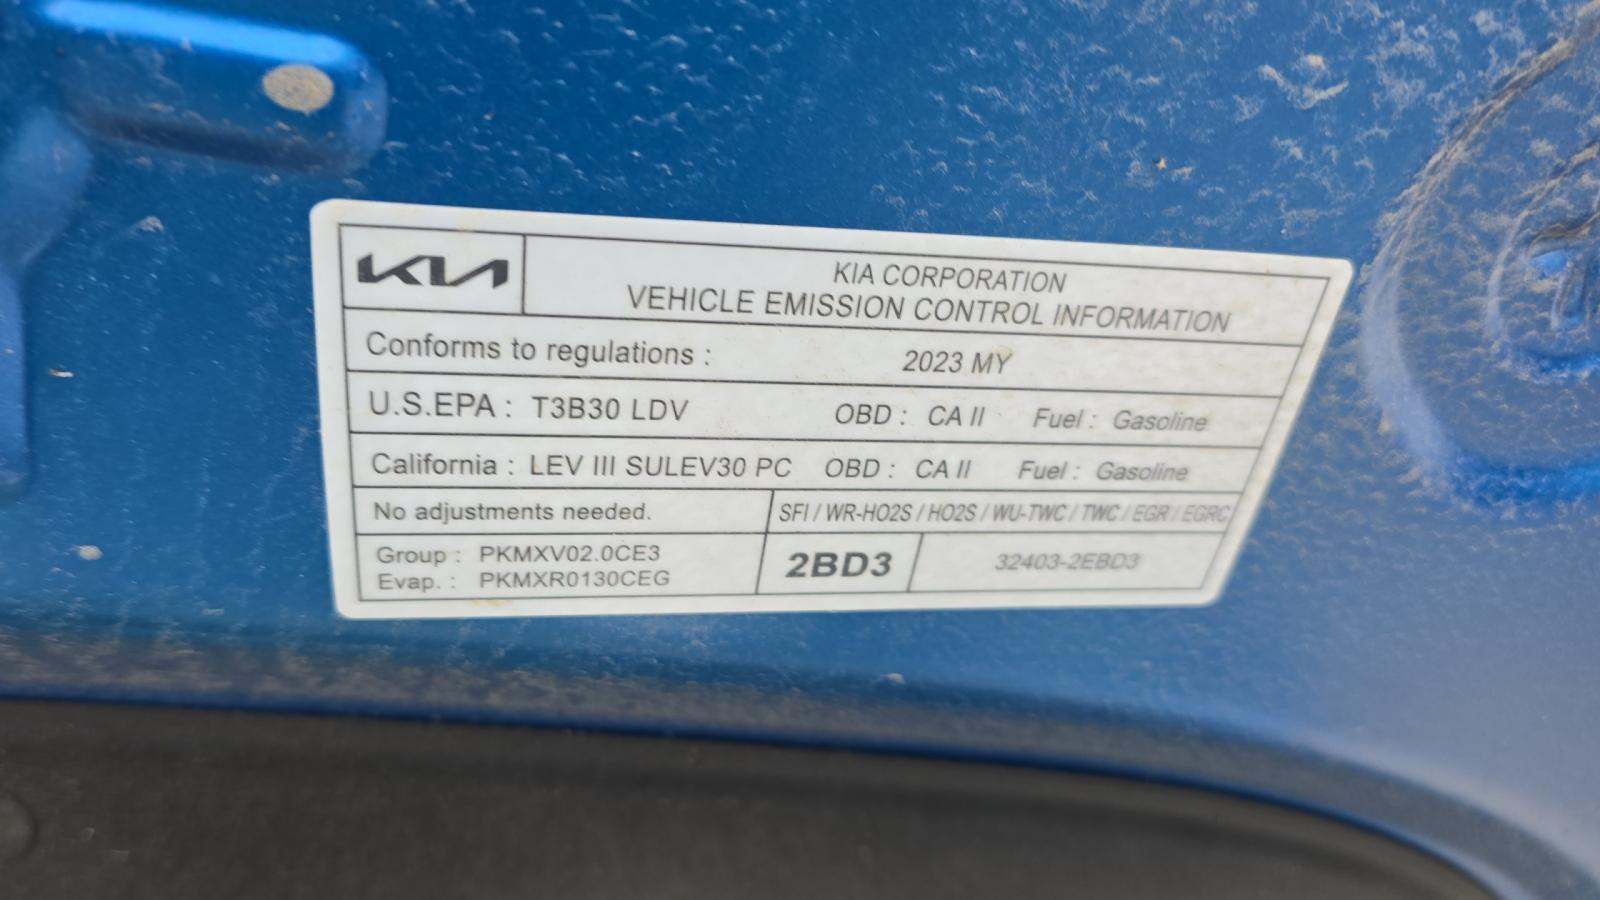 KIA
KIA CORPORATION
VEHICLE EMISSION CONTROL INFORMATION
Conforms to regulations : 2023 MY
U.S.EPA : T3B30 LDV OBD : CA II Fuel : Gasoline
California : LEV III SULEV30 PC OBD : CA II Fuel : Gasoline
No adjustments needed. SFI / WR-HO2S / HO2S / WU-TWC / TWC / EGR / EGRC
Group : PKMXV02.0CE3
Evap. : PKMXR0130CEG
2BD3 32403-2EBD3